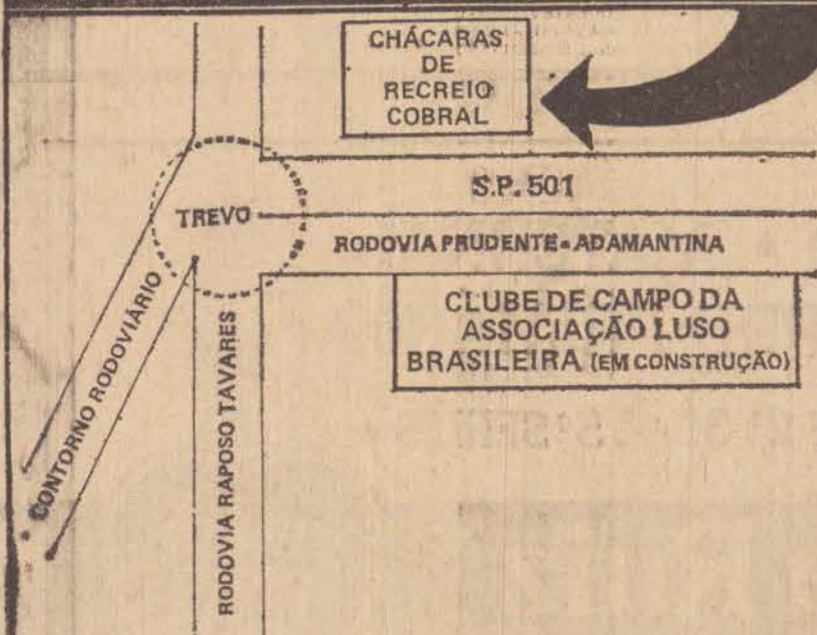 CHÁCARAS
DE
RECREIO
COBRAL
S.P. 501
TREVO
RODOVIA PRUDENTE - ADAMANTINA
CLUBE DE CAMPO DA
ASSOCIAÇÃO LUSO
BRASILEIRA (EM CONSTRUÇÃO)
CONTORNO RODOVIÁRIO
RODOVIA RAPOSO TAVARES